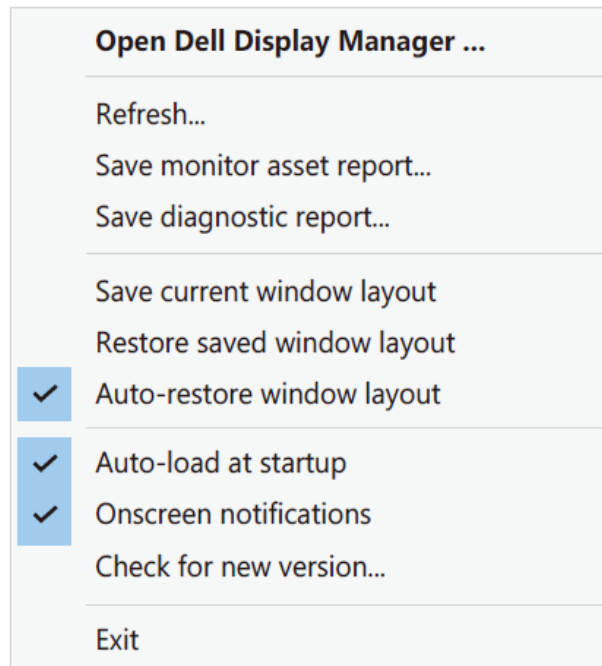 Open Dell Display Manager ...
Refresh...
Save monitor asset report...
Save diagnostic report...
Save current window layout
Restore saved window layout
Auto-restore window layout
Auto-load at startup
Onscreen notifications
Check for new version...
Exit